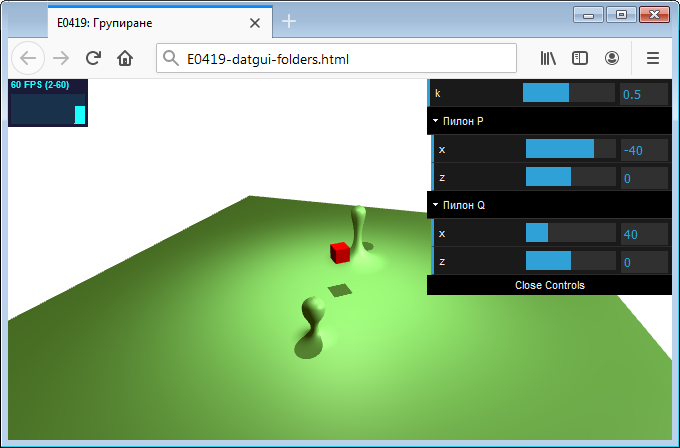 E0419: Групиране
E0419-datgui-folders.html
60 FPS (2-60)
k 0.5
Пилон P
x -40
z 0
Пилон Q
x 40
z 0
Close Controls